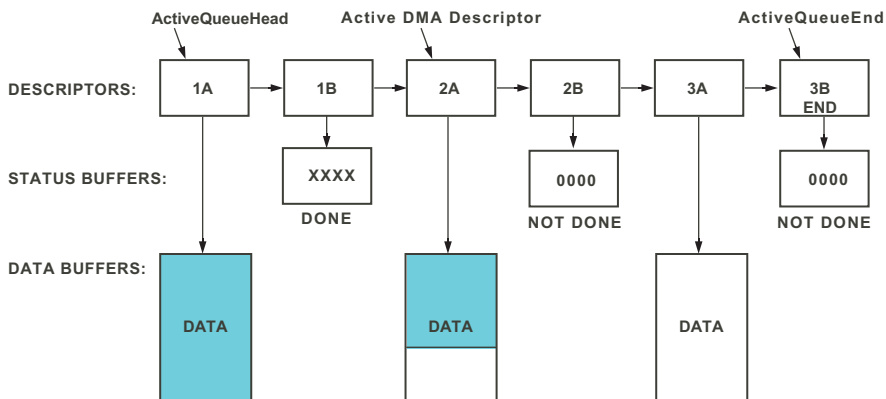 ActiveQueueHead
Active DMA Descriptor
ActiveQueueEnd
DESCRIPTORS:
1A
1B
2A
2B
3A
3B
END
STATUS BUFFERS:
XXXX
0000
0000
DONE
NOT DONE
NOT DONE
DATA BUFFERS:
DATA
DATA
DATA